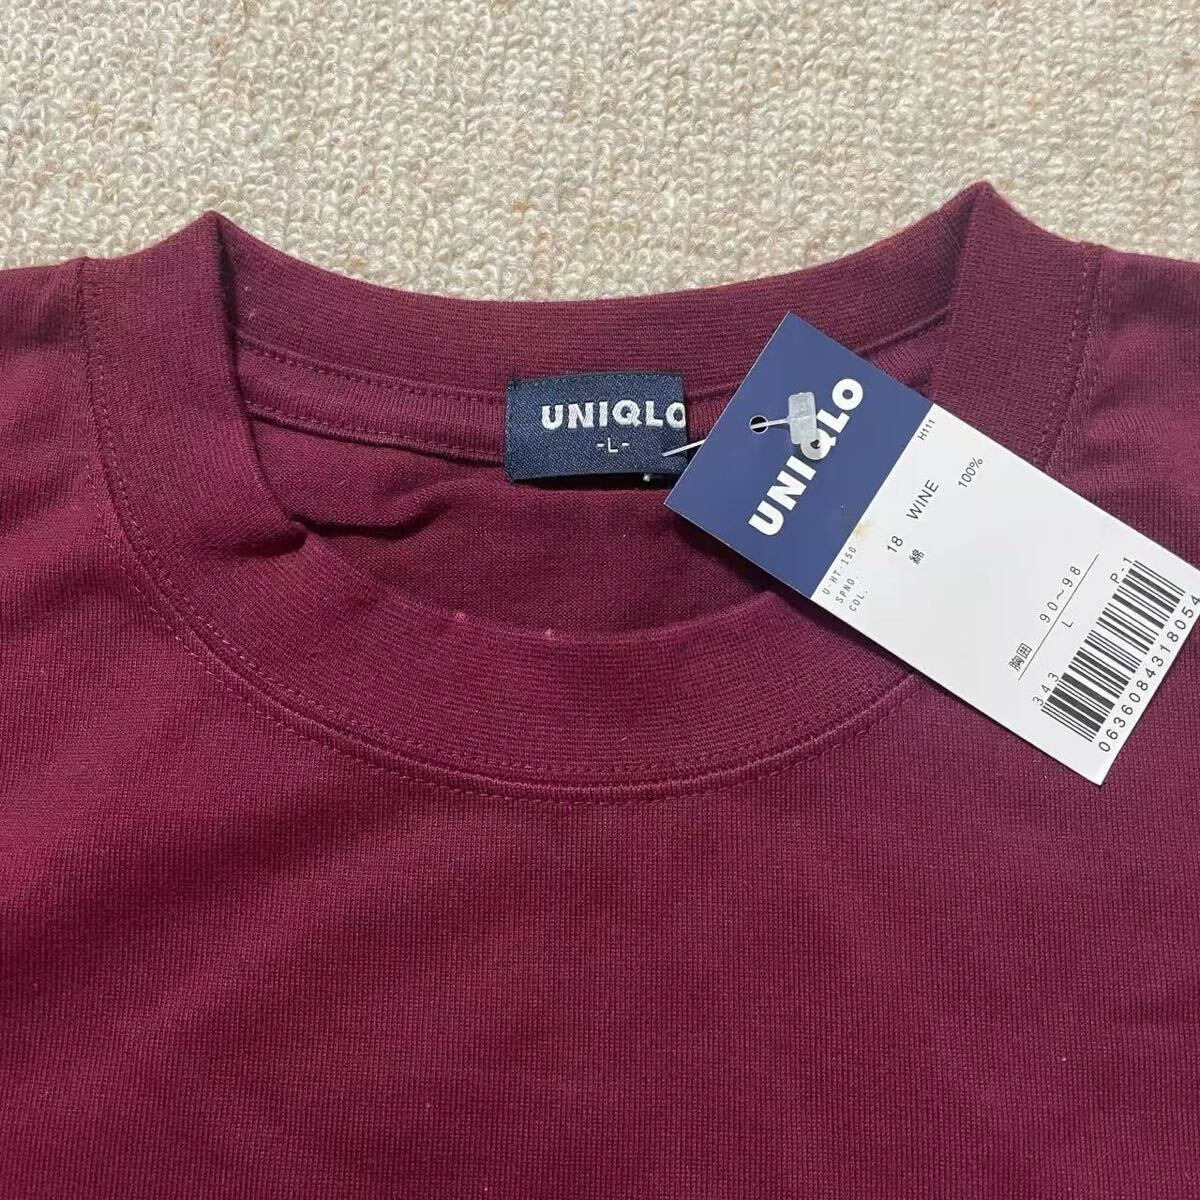 UNIQLO
-L-
UNIQLO
H111
U-HT-150
SPNO.
COL. 18 WINE
綿 100%
胸囲 90~98
L
343 P-1
0636084318054